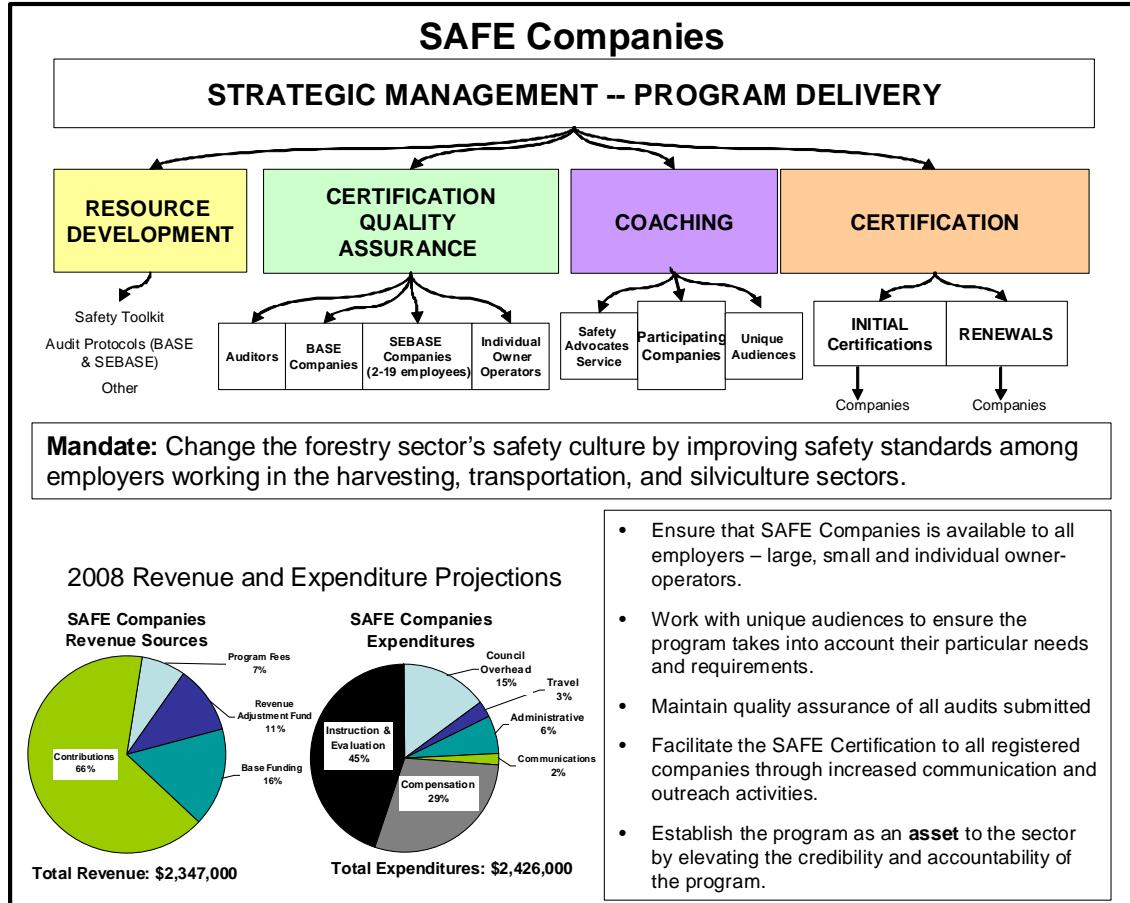 SAFE Companies
STRATEGIC MANAGEMENT -- PROGRAM DELIVERY
RESOURCE
DEVELOPMENT
CERTIFICATION
QUALITY
ASSURANCE
COACHING
CERTIFICATION
Safety Toolkit
Audit Protocols (BASE
& SEBASE)
Other
Auditors
BASE
Companies
SEBASE
Companies
(2-19 employees)
Individual
Owner
Operators
Safety
Advocates
Service
Participating
Companies
Unique
Audiences
INITIAL
Certifications
RENEWALS
Companies
Companies
Mandate: Change the forestry sector's safety culture by improving safety standards among
employers working in the harvesting, transportation, and silviculture sectors.
2008 Revenue and Expenditure Projections
SAFE Companies
Revenue Sources
Program Fees
7%
Revenue
Adjustment Fund
11%
Contributions
66%
Base Funding
16%
Total Revenue: $2,347,000
SAFE Companies
Expenditures
Council
Overhead
15%
Travel
3%
Administrative
6%
Instruction &
Evaluation
45%
Communications
2%
Compensation
29%
Total Expenditures: $2,426,000
• Ensure that SAFE Companies is available to all
employers – large, small and individual owner-
operators.
• Work with unique audiences to ensure the
program takes into account their particular needs
and requirements.
• Maintain quality assurance of all audits submitted
• Facilitate the SAFE Certification to all registered
companies through increased communication and
outreach activities.
• Establish the program as an asset to the sector
by elevating the credibility and accountability of
the program.